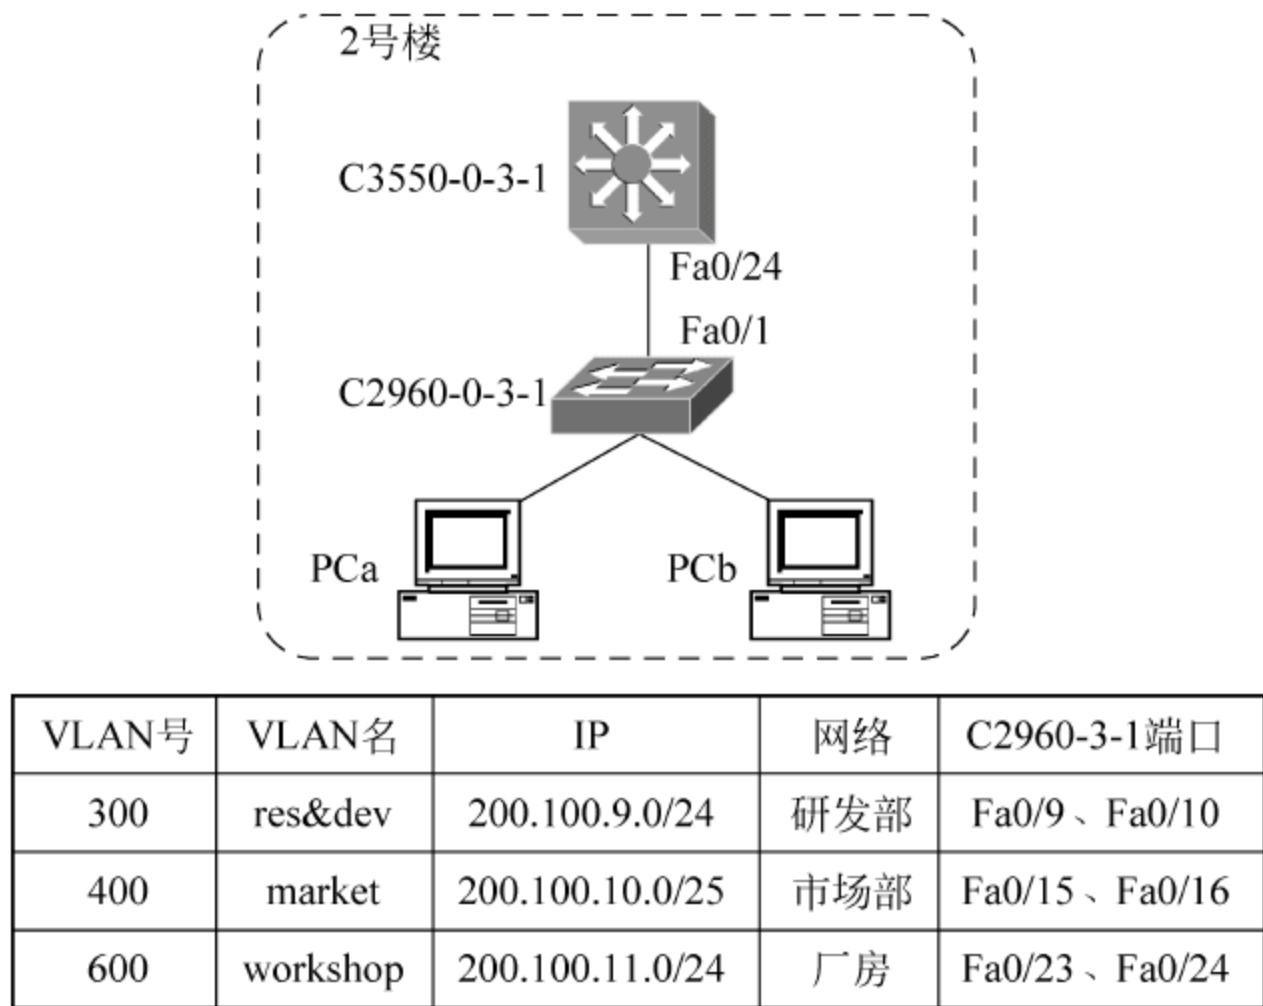 2号楼
C3550-0-3-1
Fa0/24
Fa0/1
C2960-0-3-1
PCa
PCb
VLAN号 VLAN名 IP 网络 C2960-3-1端口
300 res&dev 200.100.9.0/24 研发部 Fa0/9、Fa0/10
400 market 200.100.10.0/25 市场部 Fa0/15、Fa0/16
600 workshop 200.100.11.0/24 厂房 Fa0/23、Fa0/24